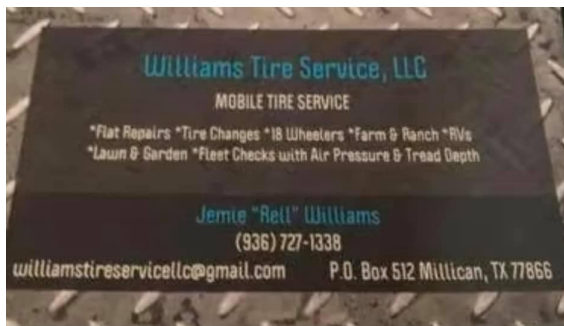 Williams Tire Service, LLC
MOBILE TIRE SERVICE
*Flat Repairs *Tire Changes *18 Wheelers *Farm & Ranch *RVs
*Lawn & Garden *Fleet Checks with Air Pressure & Tread Depth
Jemie "Rell" Williams
(936) 727-1338
williamstireservicellc@gmail.com P.O. Box 512 Millican, TX 77866